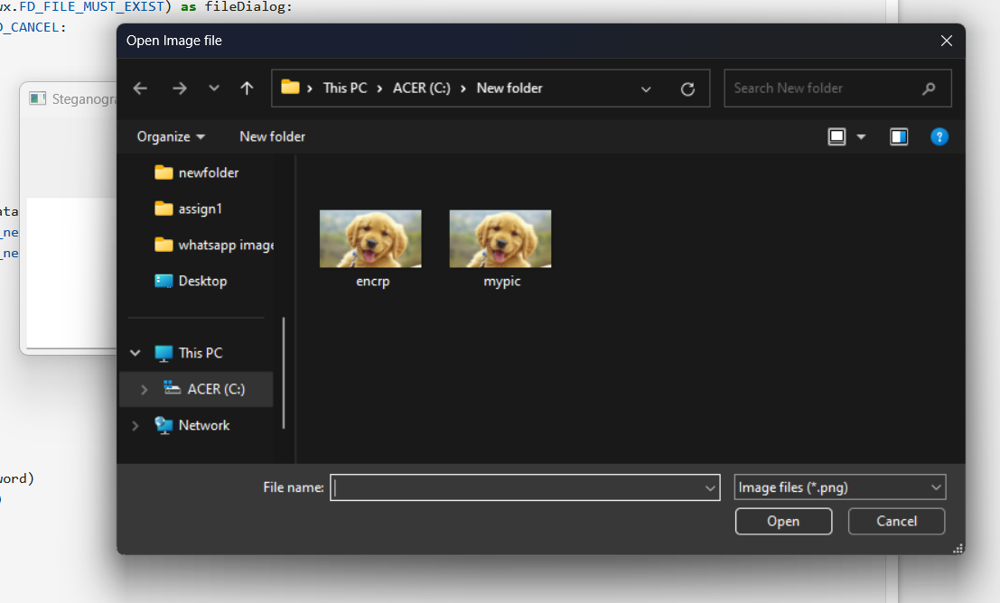 wx.FD_FILE_MUST_EXIST) as fileDialog:
D_CANCEL:
Open Image file
Steganogra
This PC
ACER (C:)
New folder
Search New folder
Organize
New folder
?
newfolder
assign1
whatsapp image
Desktop
This PC
ACER (C:)
Network
encrp
mypic
ata
_ne
_ne
word)
)
File name:
Image files (*.png)
Open
Cancel